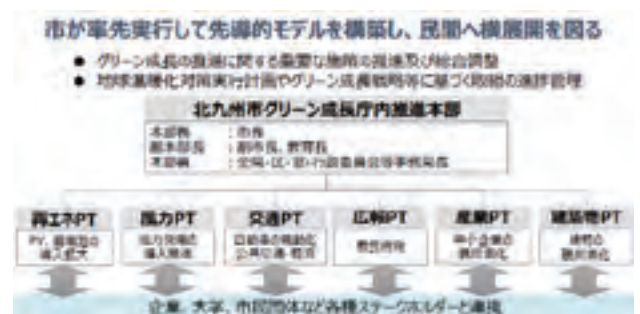 市が率先実行して先導的モデルを構築し、民間へ横展開を図る
● グリーン成長の推進に関する重要な施策の推進及び総合調整
● 地球温暖化対策実行計画やグリーン成長戦略等に基づく取組の進捗管理
北九州市グリーン成長庁内推進本部
本部長 ：市長
副本部長：副市長、教育長
本部員 ：全局・区・室・行政委員会等事務局長
再エネPT 風力PT 交通PT 広報PT 産業PT 建築物PT
PV、蓄電池の
導入拡大
風力発電の
導入推進
自動車の電動化
公共交通・
市民啓発
中小企業の
脱炭素化
建物の
脱炭素化
企業、大学、市民団体など各種ステークホルダーと連携